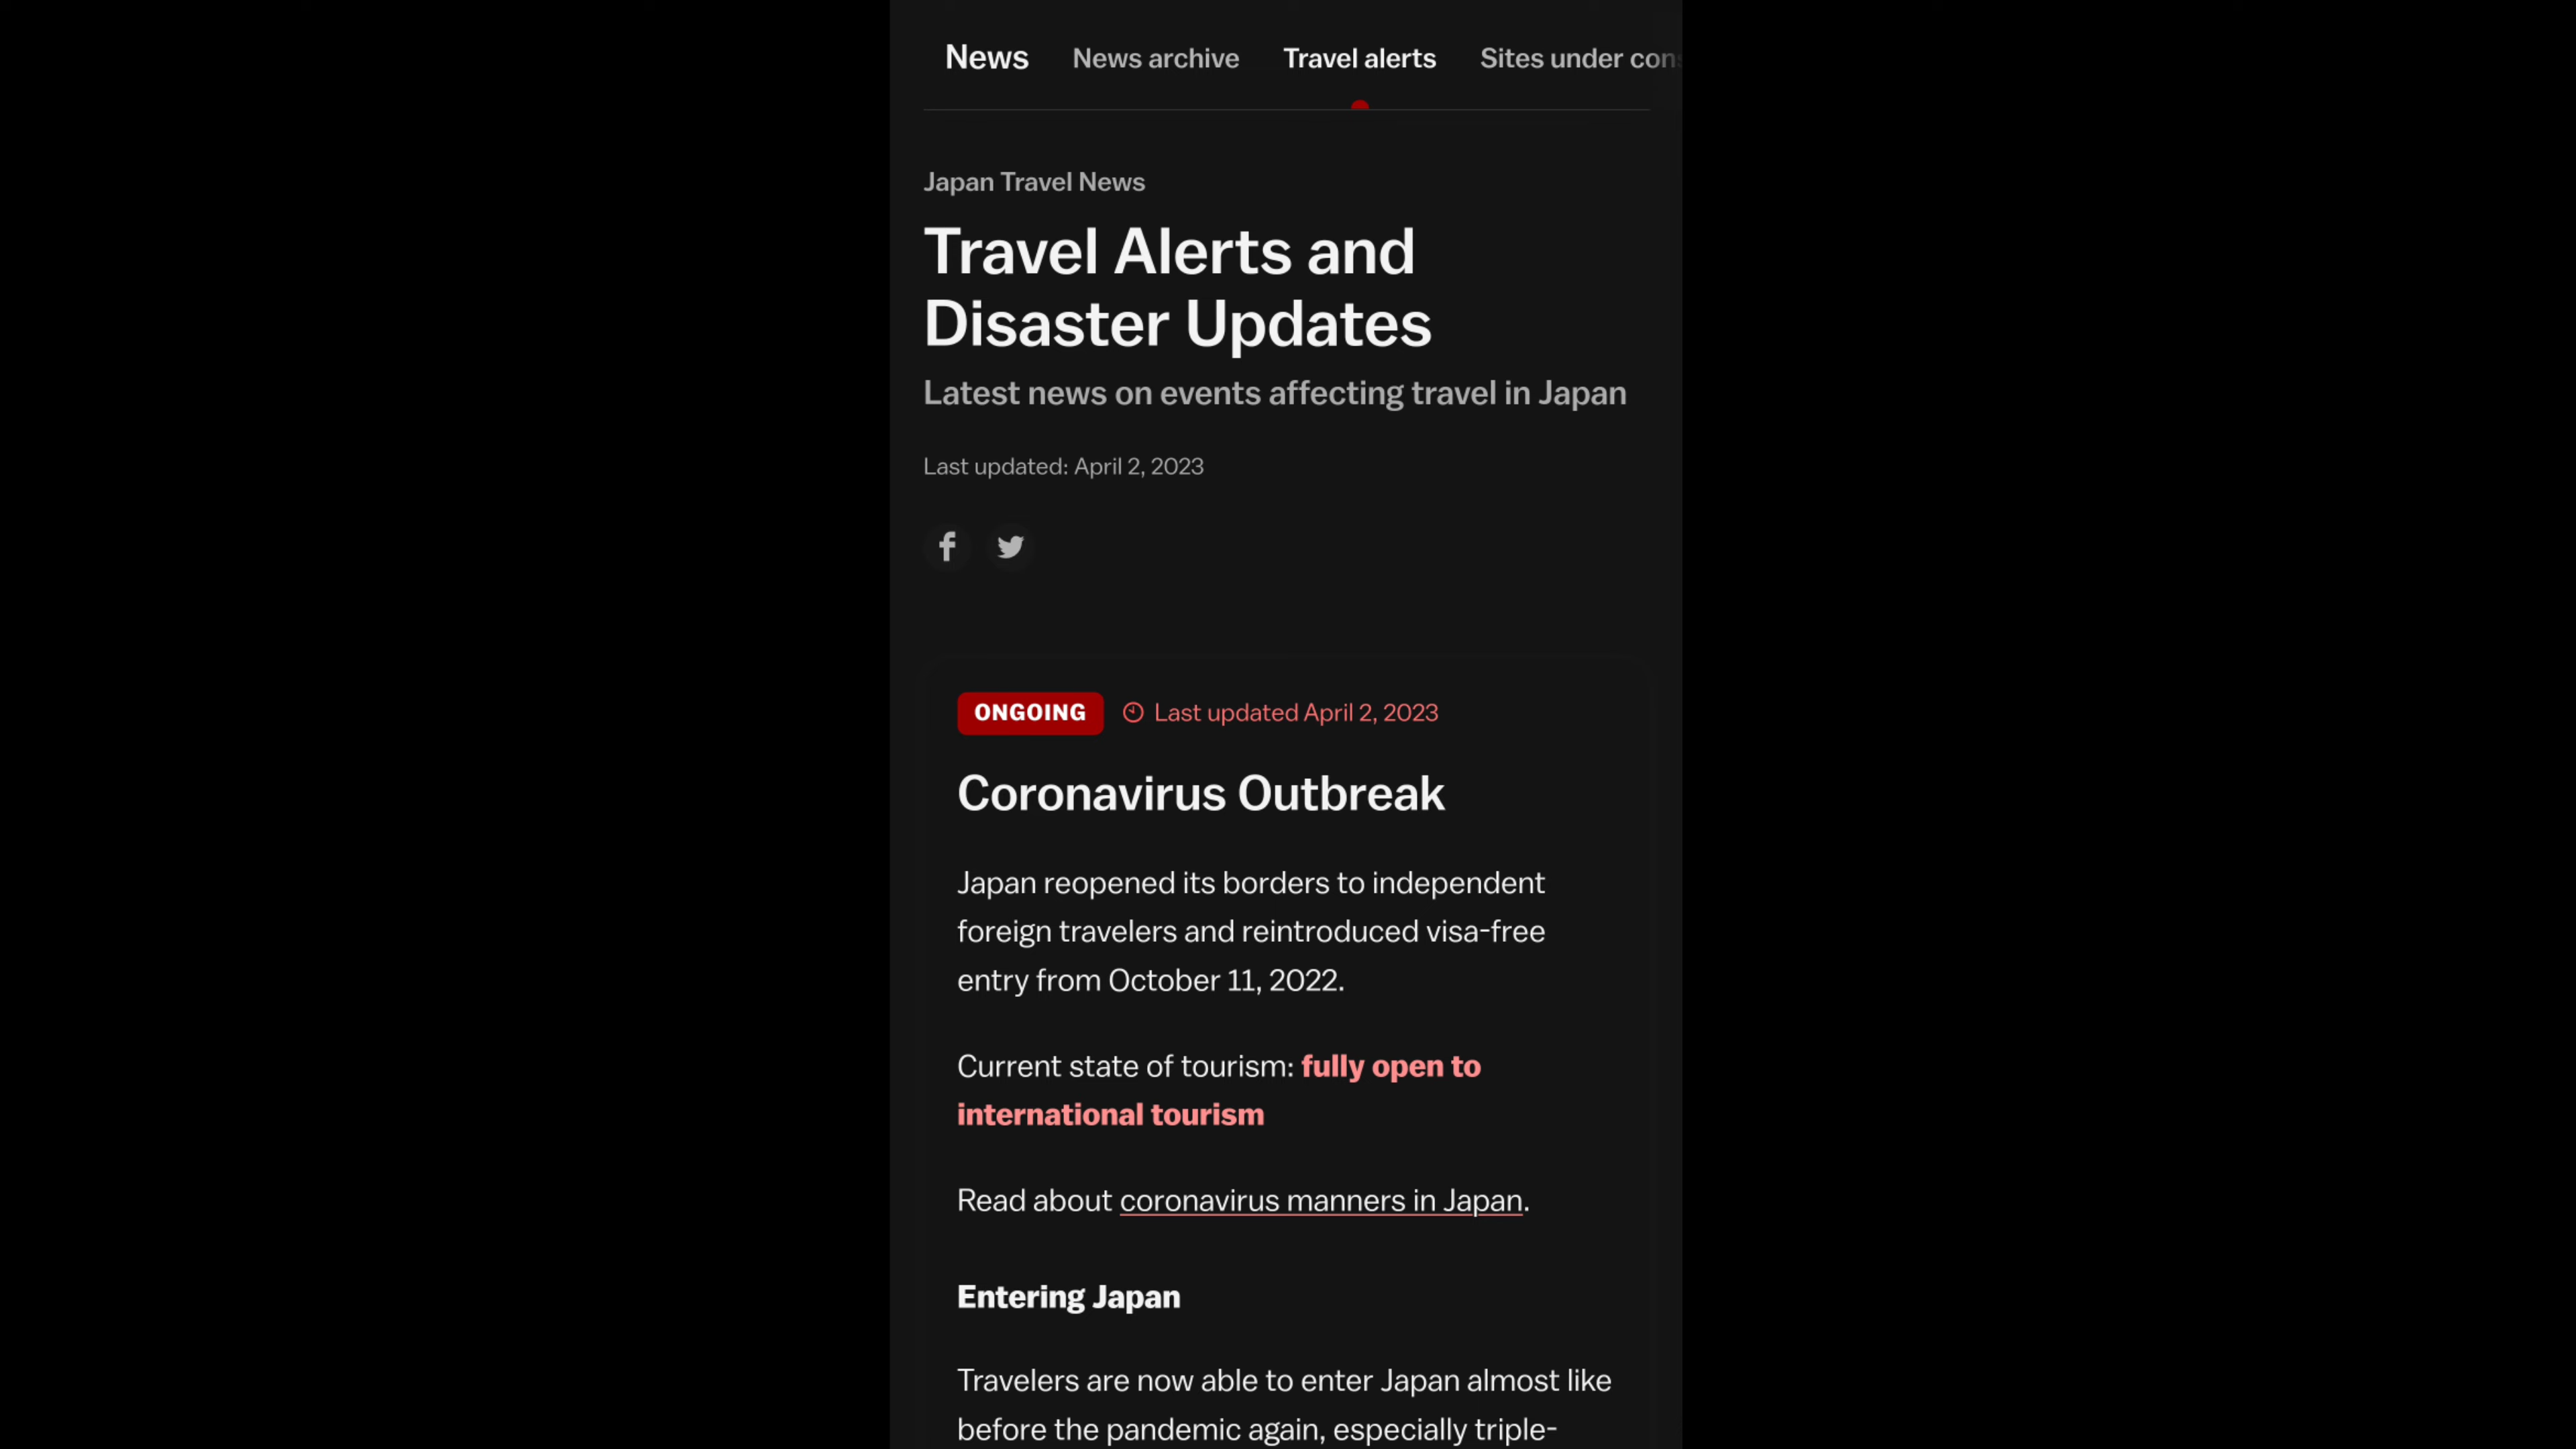 News News archive Travel alerts Sites under cons
Japan Travel News
Travel Alerts and
Disaster Updates
Latest news on events affecting travel in Japan
Last updated: April 2, 2023
ONGOING Last updated April 2, 2023
Coronavirus Outbreak
Japan reopened its borders to independent
foreign travelers and reintroduced visa-free
entry from October 11, 2022.
Current state of tourism: fully open to
international tourism
Read about coronavirus manners in Japan.
Entering Japan
Travelers are now able to enter Japan almost like
before the pandemic again, especially triple-